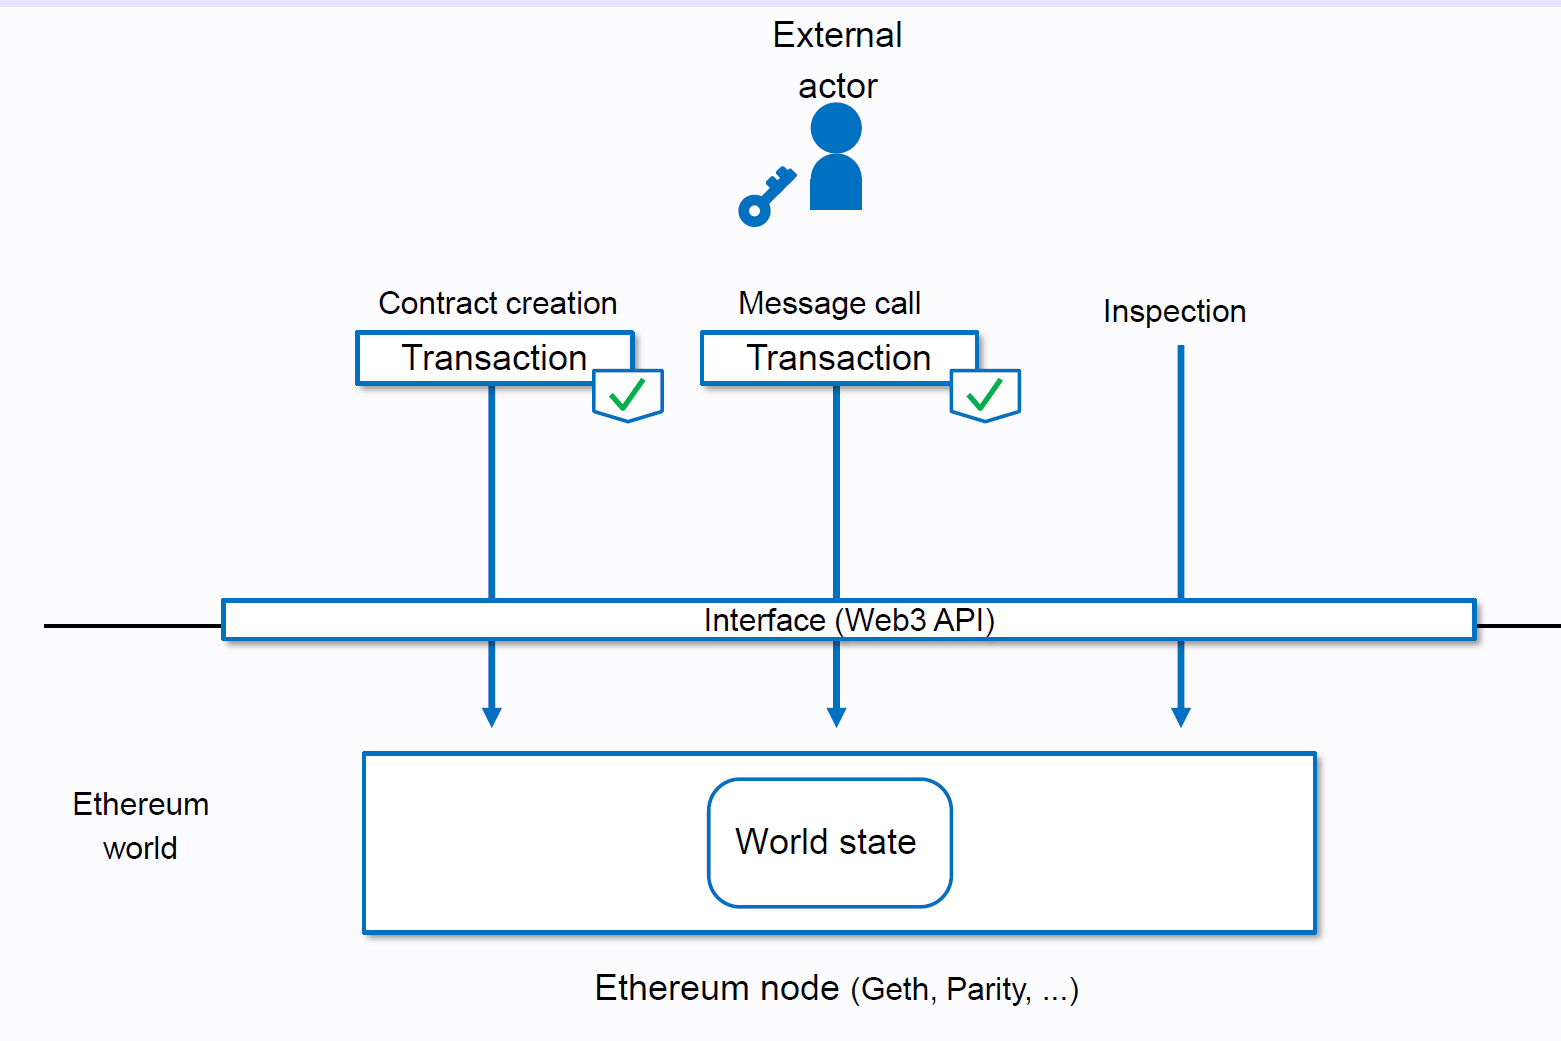 External
actor
Contract creation
Message call
Inspection
Transaction
Transaction
Interface (Web3 API)
Ethereum
world
World state
Ethereum node (Geth, Parity, ...)